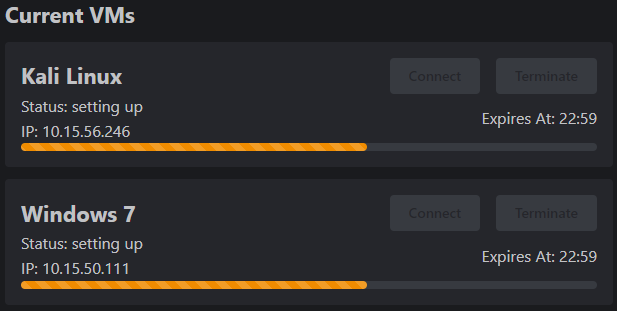 Current VMs
Kali Linux
Connect
Terminate
Status: setting up
Expires At: 22:59
IP: 10.15.56.246
Windows 7
Connect
Terminate
Status: setting up
Expires At: 22:59
IP: 10.15.50.111